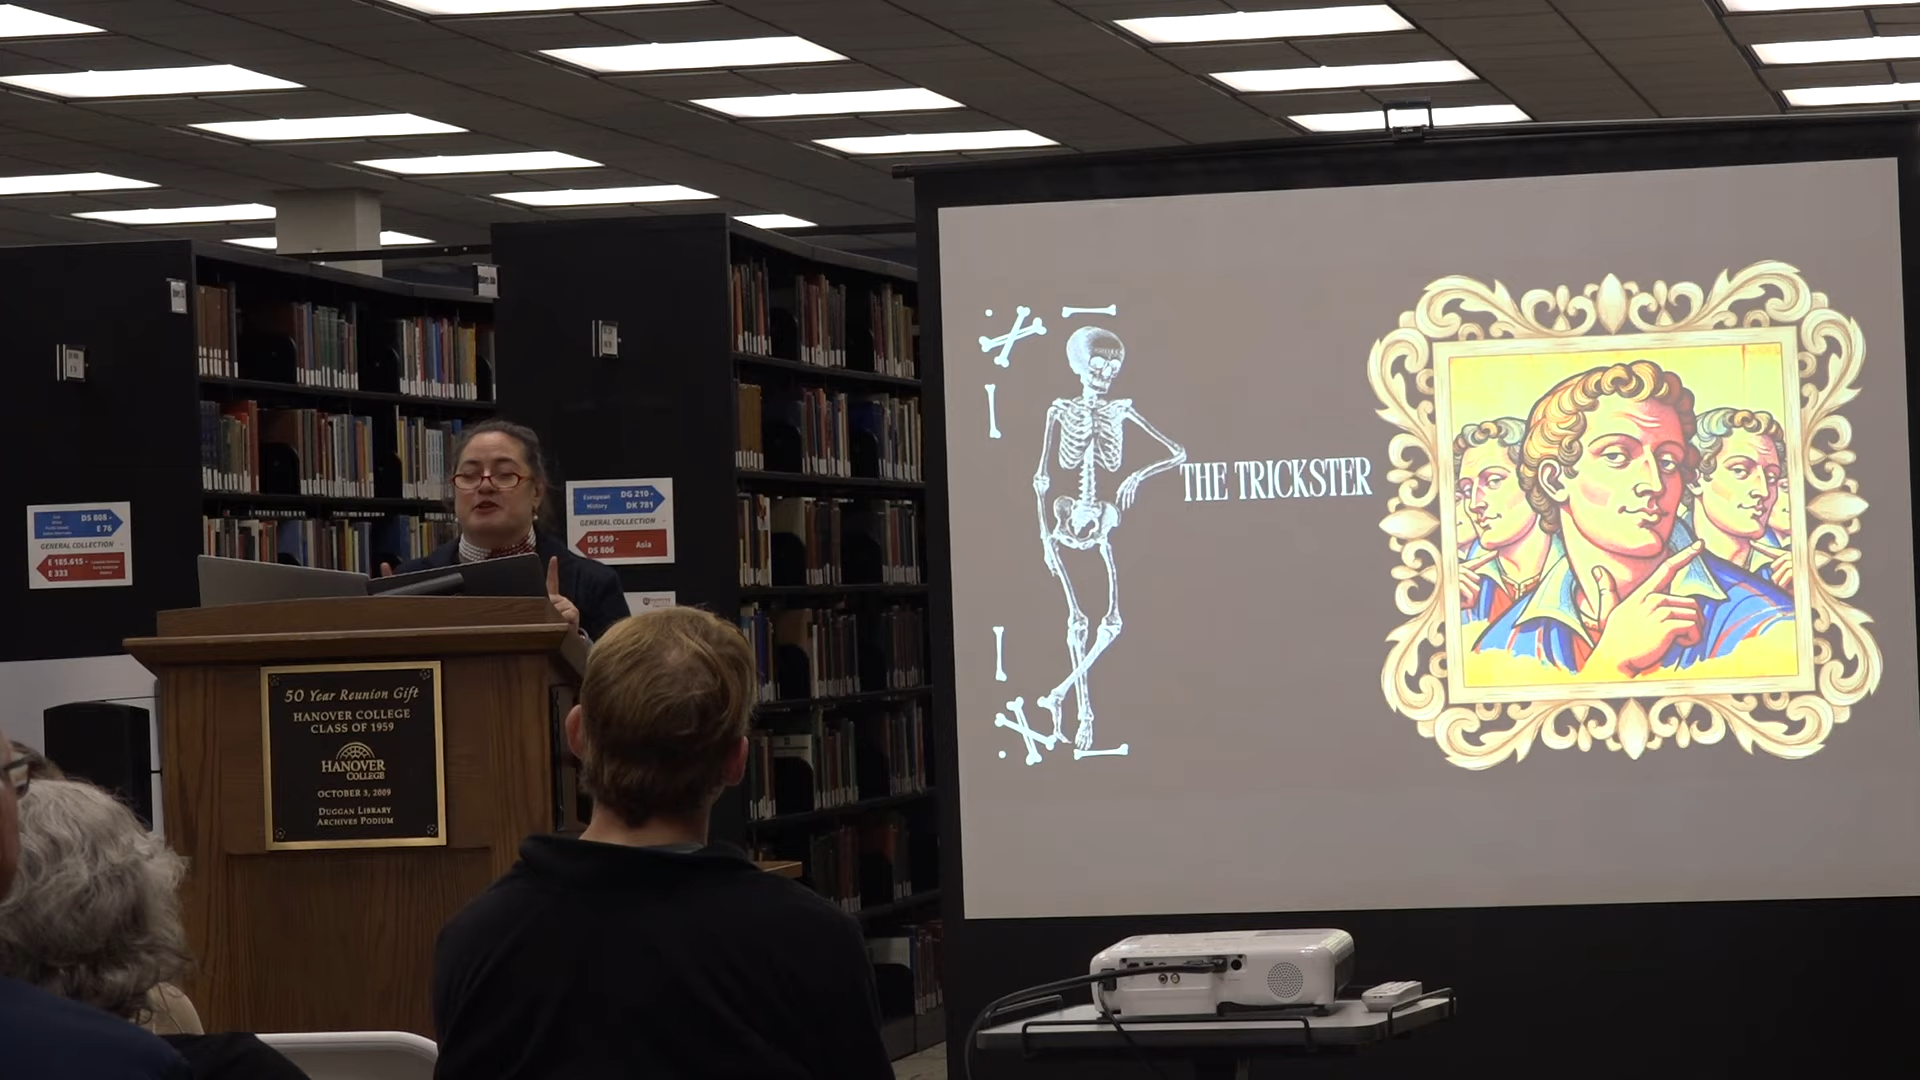 DS 808 -
E 76
GENERAL COLLECTION
E 185.615 -
E 333
European
History
DG 210 -
DK 781
GENERAL COLLECTION
DS 509 -
DS 806
Asia
THE TRICKSTER
50 Year Reunion Gift
HANOVER COLLEGE
CLASS OF 1959
HANOVER
COLLEGE
OCTOBER 3, 2009
DUGGAN LIBRARY
ARCHIVES PODIUM